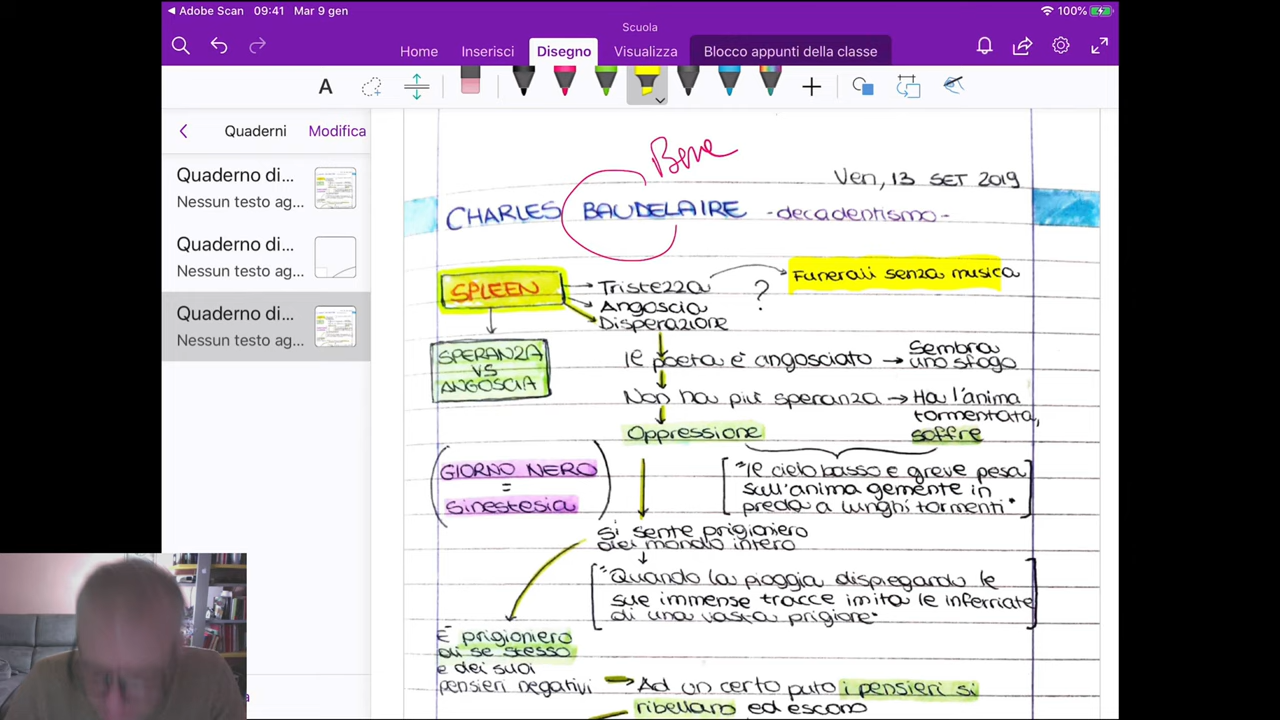 Adobe Scan 09:41 Mar 9 gen 100%
Scuola
Home Inserisci Disegno Visualizza Blocco appunti della classe
A
Quaderni Modifica
Quaderno di...
Nessun testo ag...
Quaderno di...
Nessun testo ag...
Quaderno di...
Nessun testo ag...
Bene
Ven, 13 SET 2019
CHARLES BAUDELAIRE -decadentismo-
SPLEEN
Tristezza
Angoscia
Disperazione
?
Funerali senza musica
SPERANZA
VS
ANGOSCIA
Il poeta è angosciato → Sembra
uno sfogo
Non ha più speranza → Ha l'anima
tormentata,
soffre
Oppressione
(GIORNO NERO
=
Sinestesia)
["Il cielo basso e greve pesa
sull'anima gemente in
preda a lunghi tormenti"]
Si sente prigioniero
del mondo intero
["Quando la pioggia dispiegando le
sue immense tracce imita le inferriate
di una vasta prigione"]
È prigioniero
di se stesso
e dei suoi
pensieri negativi
Ad un certo puto i pensieri si
ribellano ed escono